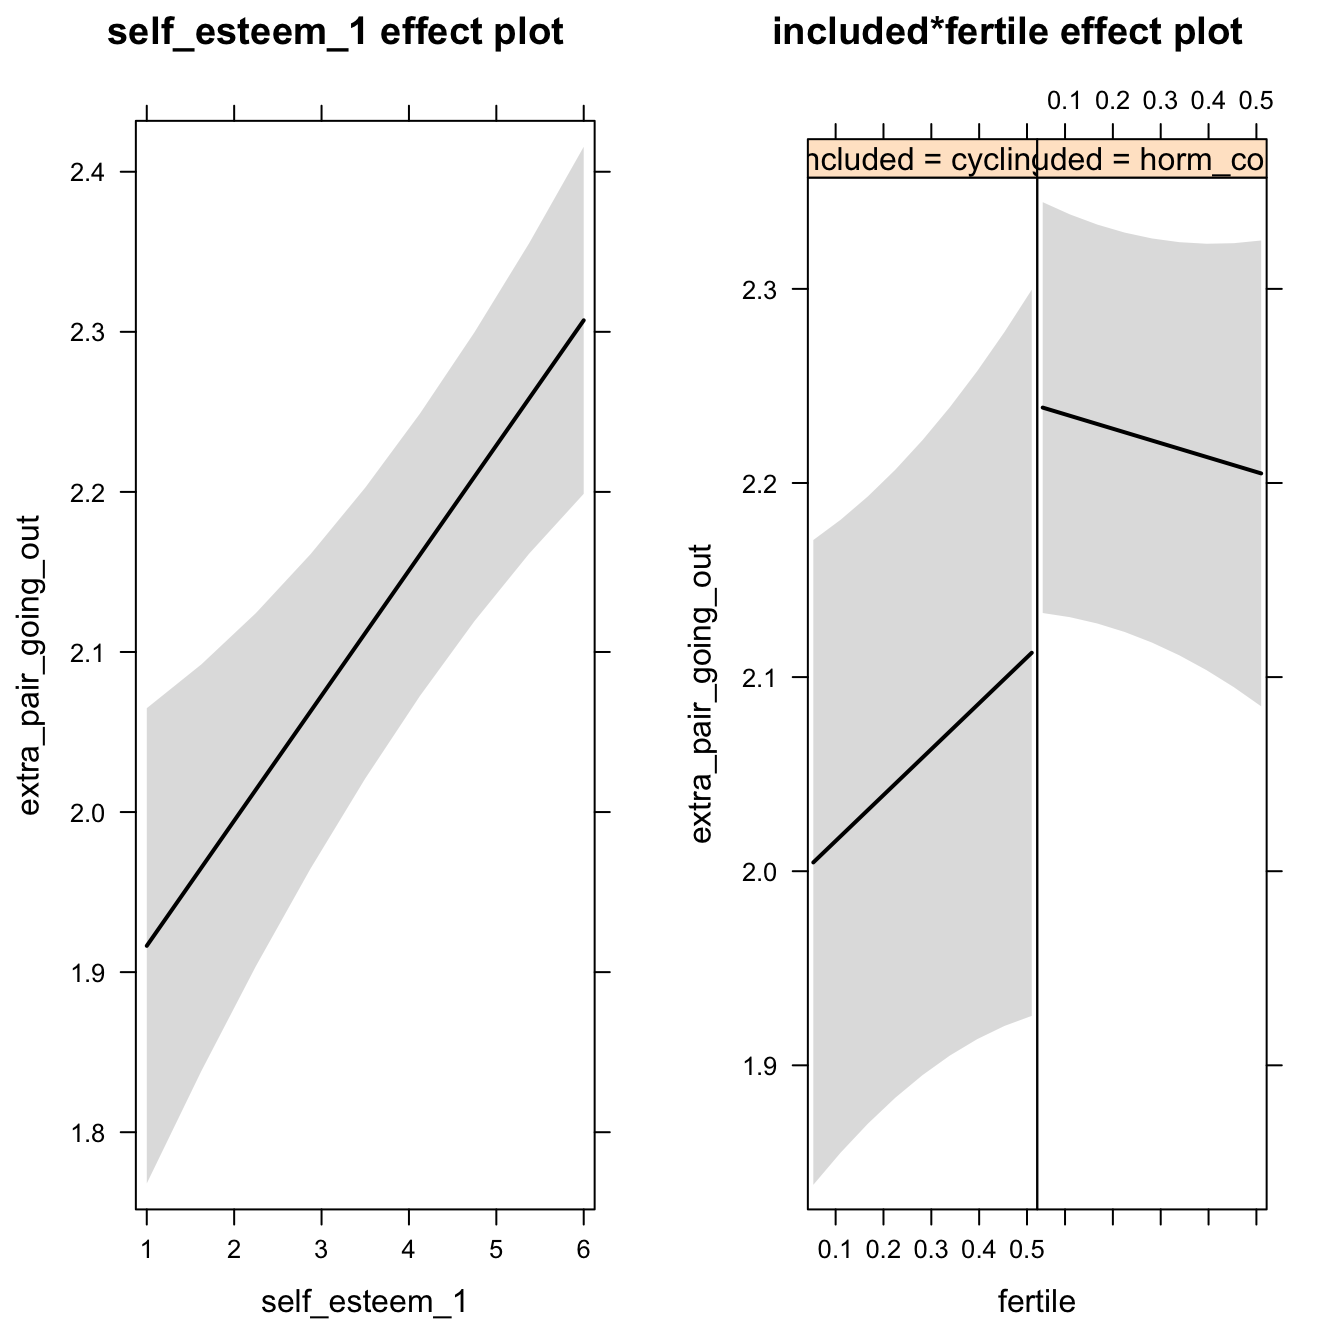 self_esteem_1 effect plot
2.4
2.3
2.2
2.1
2.0
1.9
1.8
extra_pair_going_out
1 2 3 4 5 6
self_esteem_1
included*fertile effect plot
0.1 0.2 0.3 0.4 0.5
ncluded = cycling
uded = horm_co
2.3
2.2
2.1
2.0
1.9
extra_pair_going_out
0.1 0.2 0.3 0.4 0.5
fertile